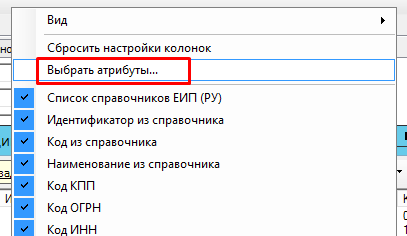 Вид
Сбросить настройки колонок
Выбрать атрибуты...
Список справочников ЕИП (РУ)
Идентификатор из справочника
Код из справочника
Наименование из справочника
Код КПП
Код ОГРН
Код ИНН